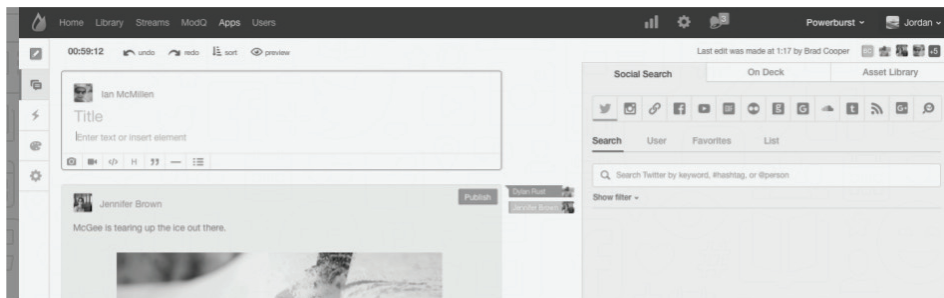 Home Library Streams ModQ Apps Users 3 Powerburst Jordan
00:59:12 undo redo sort preview Last edit was made at 1:17 by Brad Cooper +5
Social Search On Deck Asset Library
Ian McMillen
Title
Enter text or insert element
Search User Favorites List
H
Search Twitter by keyword, #hashtag, or @person
Show filter
Dylan Rust
Jennifer Brown
Publish
Jennifer Brown
McGee is tearing up the ice out there.